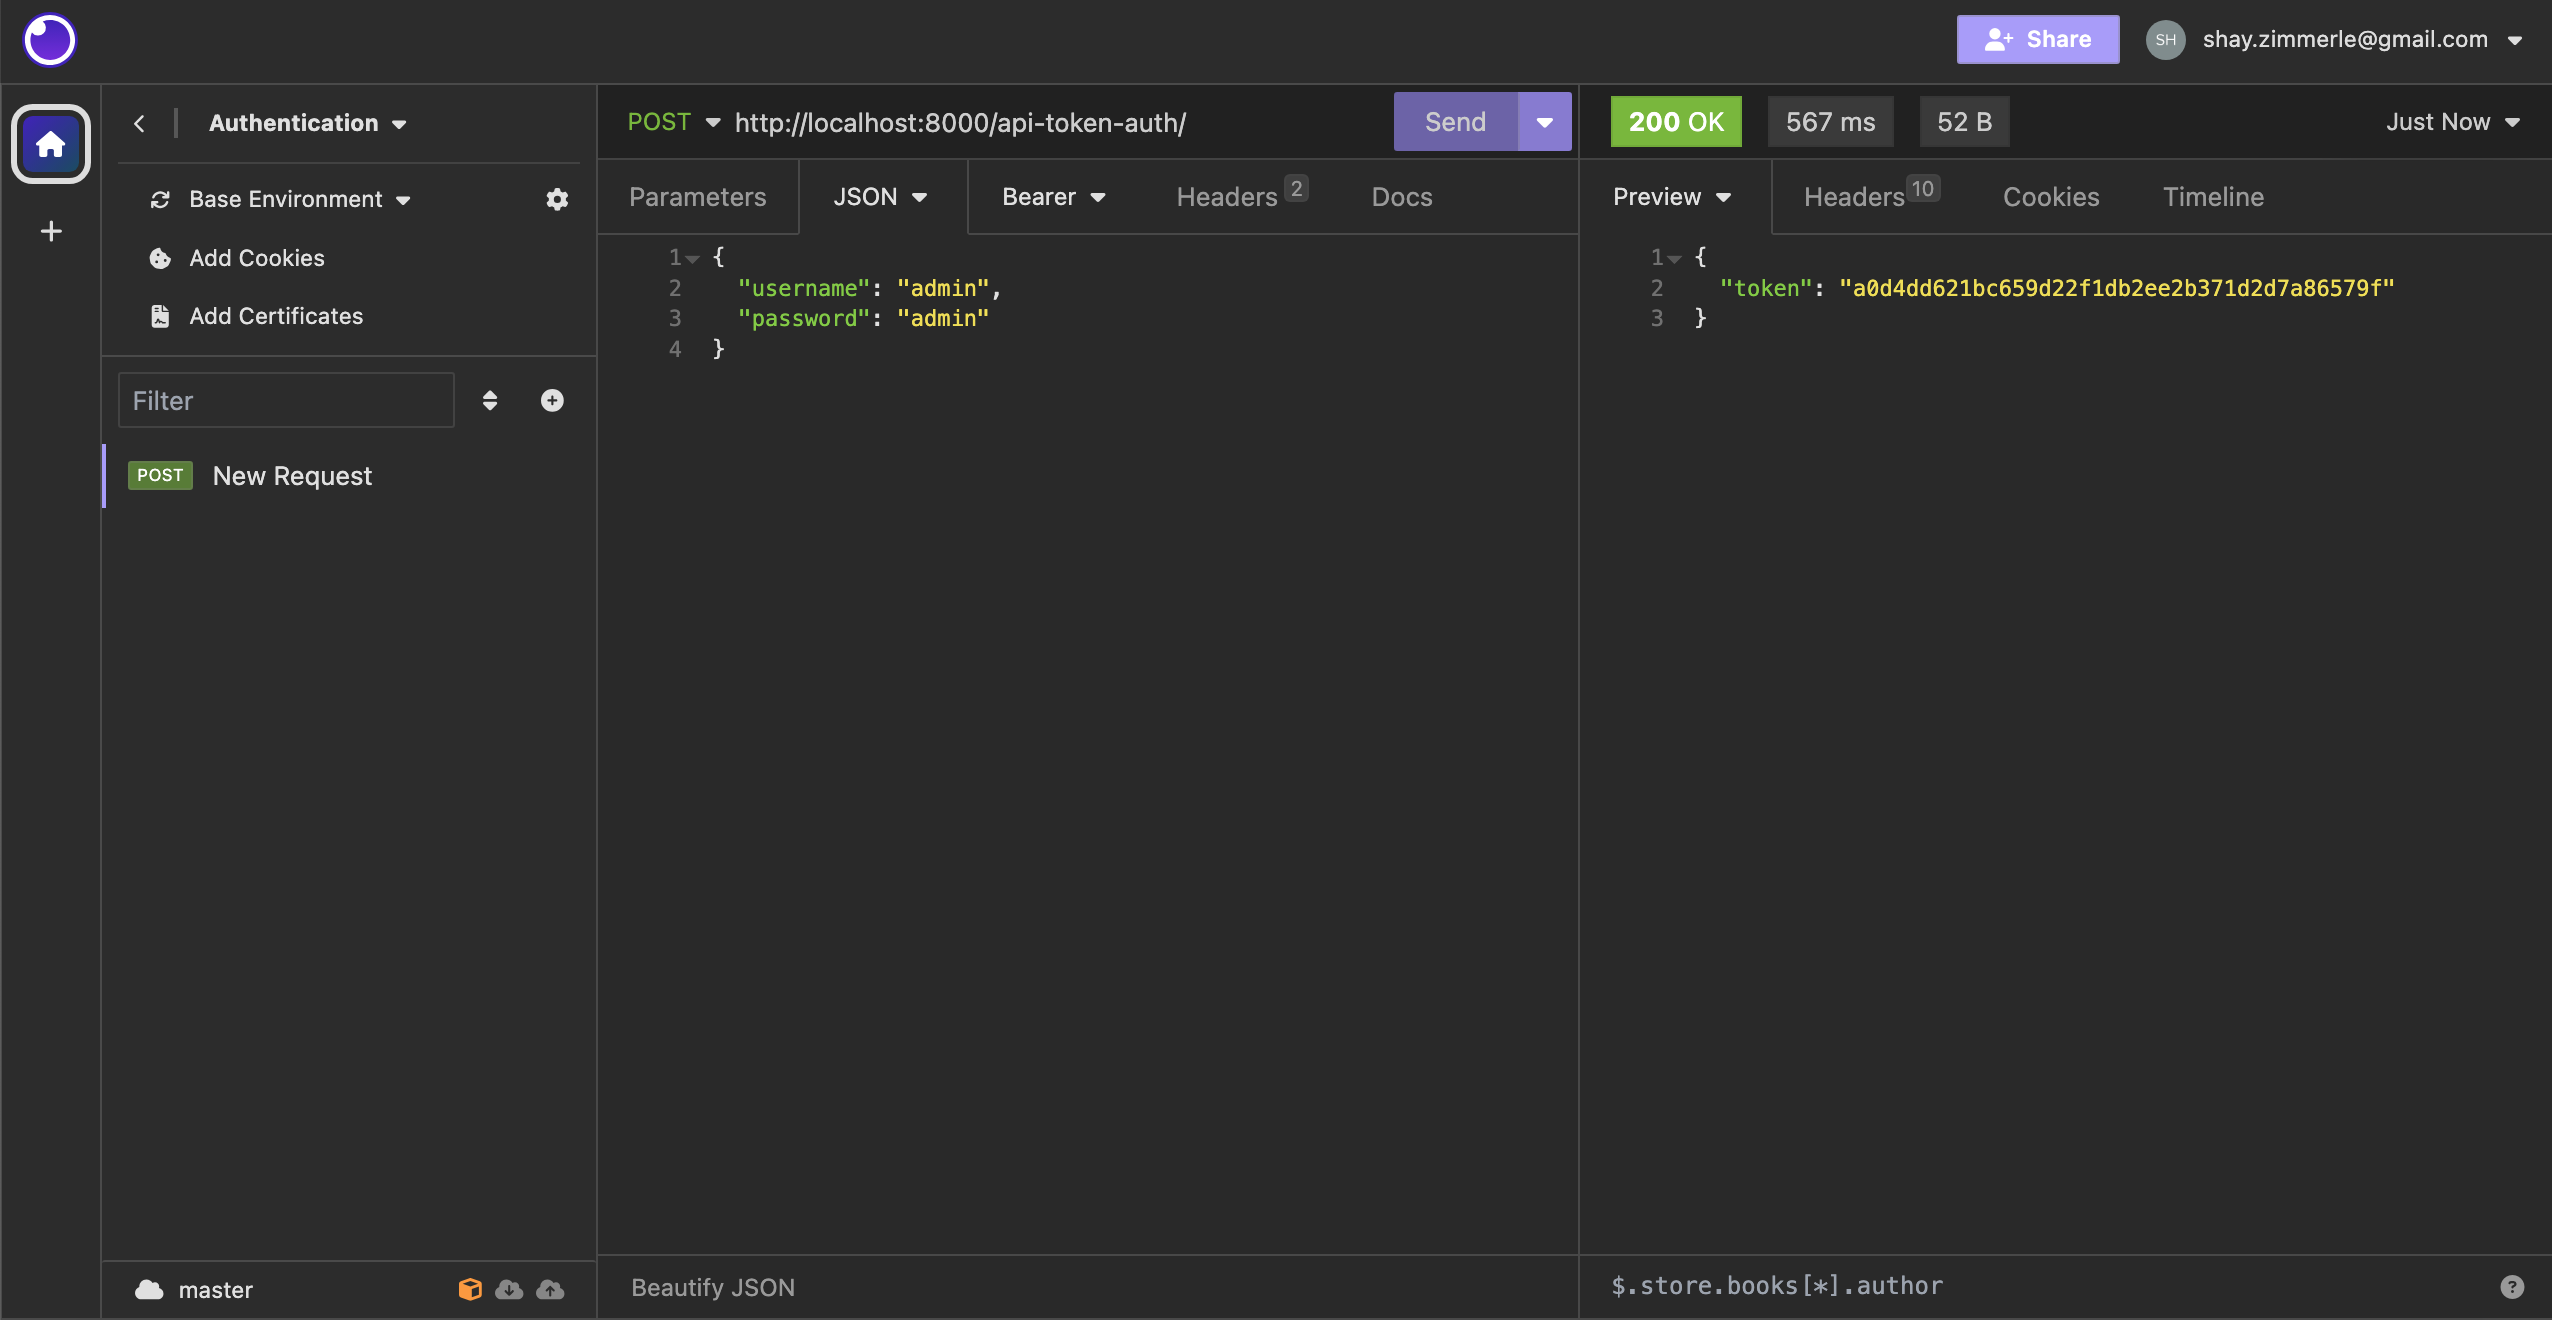 Share
SH
shay.zimmerle@gmail.com
Authentication
Base Environment
Add Cookies
Add Certificates
Filter
POST New Request
master
POST http://localhost:8000/api-token-auth/
Send
Parameters JSON Bearer Headers 2 Docs
1 {
2 "username": "admin",
3 "password": "admin"
4 }
Beautify JSON
200 OK 567 ms 52 B Just Now
Preview Headers 10 Cookies Timeline
1 {
2 "token": "a0d4dd621bc659d22f1db2ee2b371d2d7a86579f"
3 }
$.store.books[*].author
?